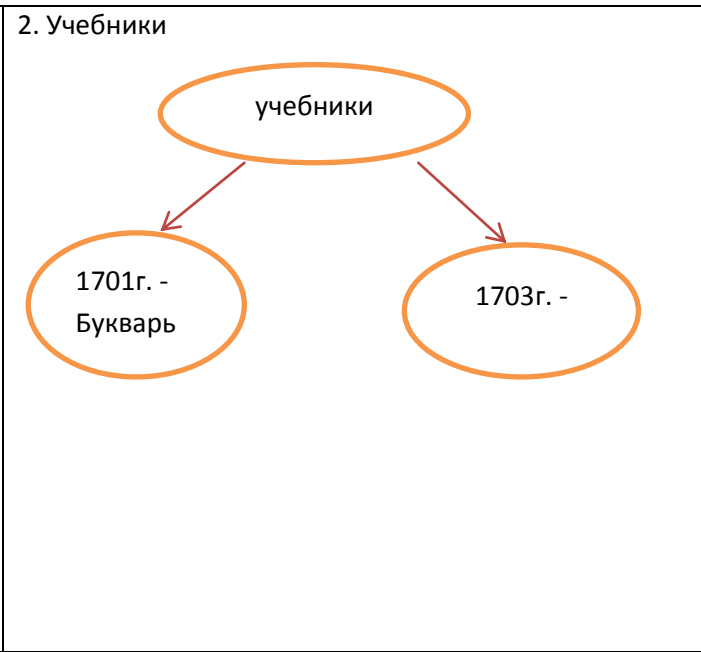 2. Учебники
учебники
1701г. -
Букварь
1703г. -